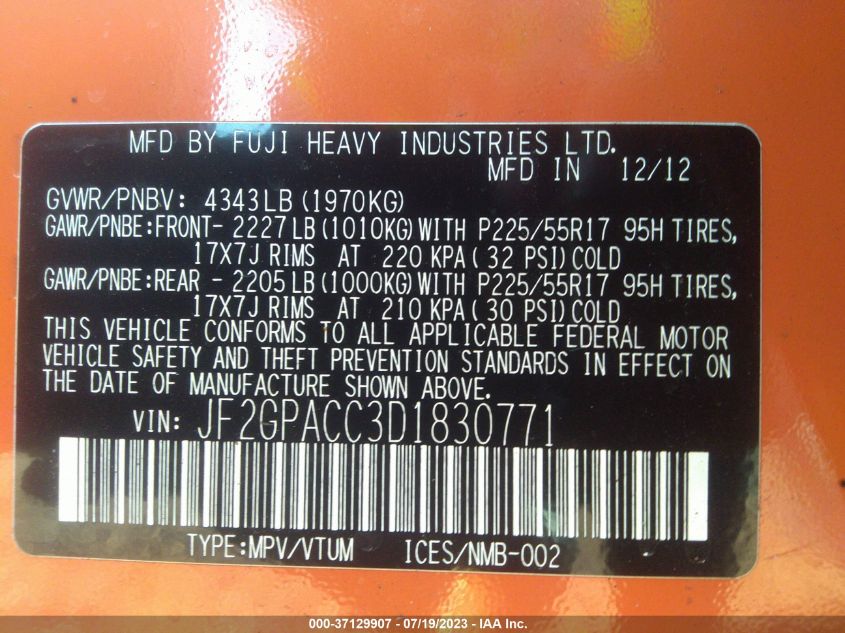 MFD BY FUJI HEAVY INDUSTRIES LTD.
MFD IN 12/12
GVWR/PNBV: 4343LB (1970KG)
GAWR/PNBE:FRONT- 2227LB (1010KG) WITH P225/55R17 95H TIRES,
17X7J RIMS AT 220 KPA ( 32 PSI) COLD
GAWR/PNBE:REAR - 2205LB (1000KG) WITH P225/55R17 95H TIRES,
17X7J RIMS AT 210 KPA ( 30 PSI) COLD
THIS VEHICLE CONFORMS TO ALL APPLICABLE FEDERAL MOTOR
VEHICLE SAFETY AND THEFT PREVENTION STANDARDS IN EFFECT ON
THE DATE OF MANUFACTURE SHOWN ABOVE.
VIN: JF2GPACC3D1830771
TYPE:MPV/VTUM ICES/NMB-002
000-37129907 - 07/19/2023 - IAA Inc.